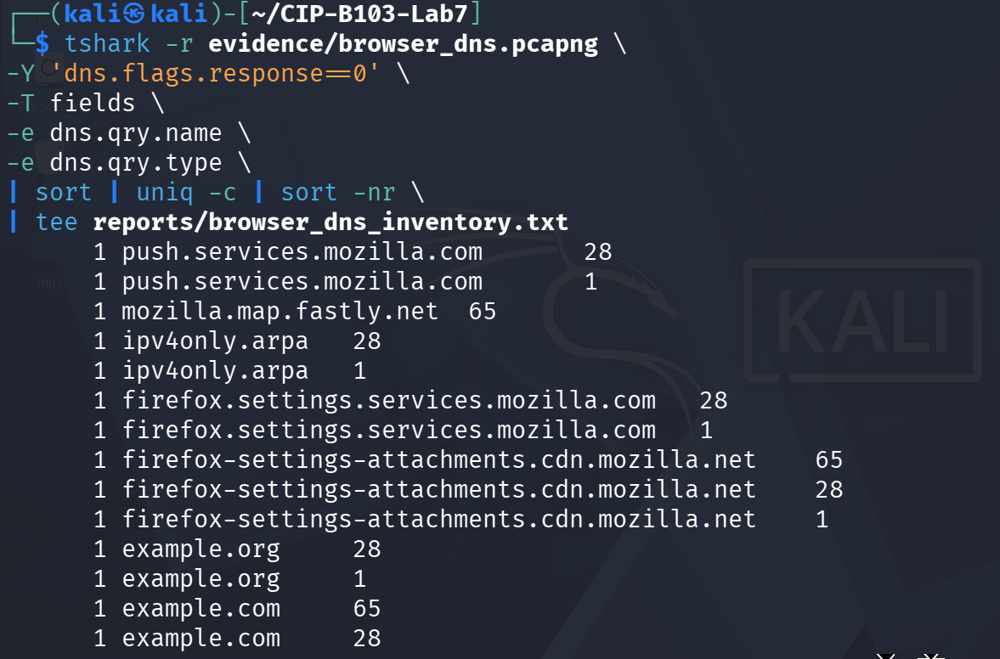 ┌──(kali㉿kali)-[~/CIP-B103-Lab7]
└─$ tshark -r evidence/browser_dns.pcapng \
-Y 'dns.flags.response==0' \
-T fields \
-e dns.qry.name \
-e dns.qry.type \
| sort | uniq -c | sort -nr \
| tee reports/browser_dns_inventory.txt
      1 push.services.mozilla.com	28
      1 push.services.mozilla.com	1
      1 mozilla.map.fastly.net	65
      1 ipv4only.arpa	28
      1 ipv4only.arpa	1
      1 firefox.settings.services.mozilla.com	28
      1 firefox.settings.services.mozilla.com	1
      1 firefox-settings-attachments.cdn.mozilla.net	65
      1 firefox-settings-attachments.cdn.mozilla.net	28
      1 firefox-settings-attachments.cdn.mozilla.net	1
      1 example.org	28
      1 example.org	1
      1 example.com	65
      1 example.com	28
KALI
mp3